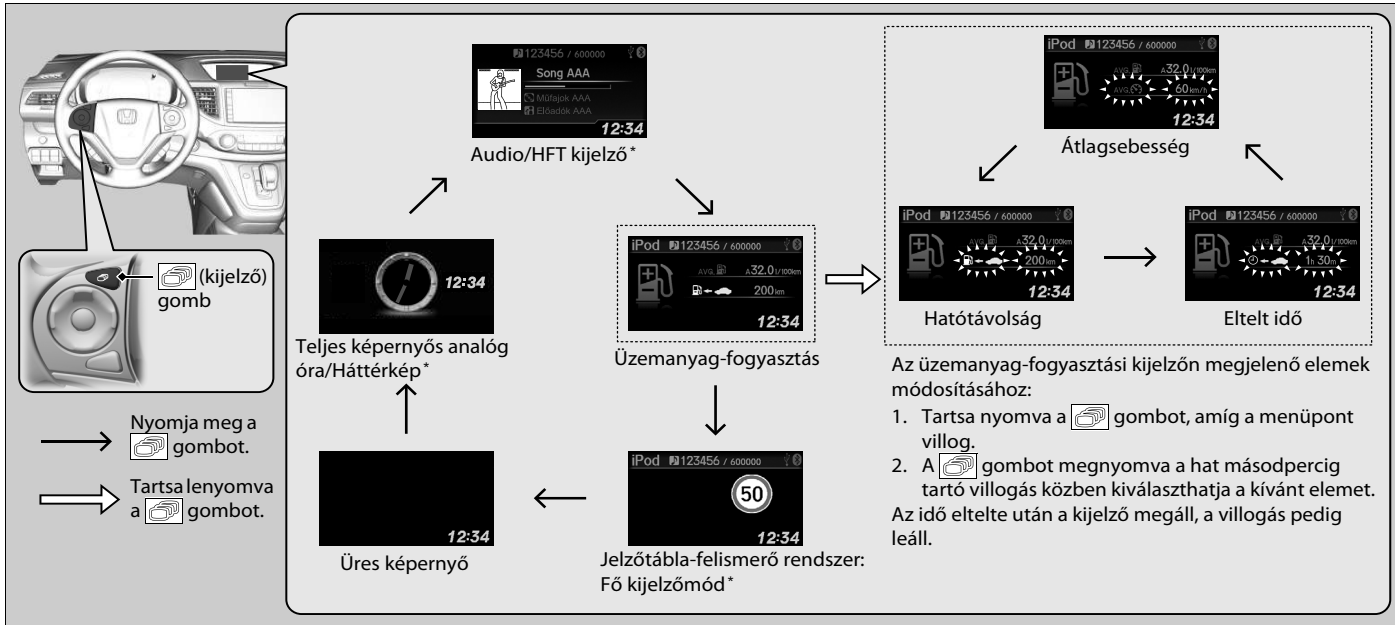 123456 / 600000
Song AAA
Műfajok AAA
Előadók AAA
12:34
Audio/HFT kijelző*
iPod 123456 / 600000
AVG. A32.0 l/100km
AVG. 60 km/h
12:34
Átlagsebesség
(kijelző)
gomb
12:34
Teljes képernyős analóg
óra/Háttérkép*
iPod 123456 / 600000
AVG. A32.0 l/100km
200 km
12:34
Üzemanyag-fogyasztás
iPod 123456 / 600000
AVG. A32.0 l/100km
200 km
12:34
Hatótávolság
iPod 123456 / 600000
AVG. A32.0 l/100km
1h 30m
12:34
Eltelt idő
Nyomja meg a
gombot.
Tartsa lenyomva
a gombot.
12:34
Üres képernyő
iPod 123456 / 600000
50
12:34
Jelzőtábla-felismerő rendszer:
Fő kijelzőmód*
Az üzemanyag-fogyasztási kijelzőn megjelenő elemek
módosításához:
1. Tartsa nyomva a gombot, amíg a menüpont
villog.
2. A gombot megnyomva a hat másodpercig
tartó villogás közben kiválaszthatja a kívánt elemet.
Az idő eltelte után a kijelző megáll, a villogás pedig
leáll.